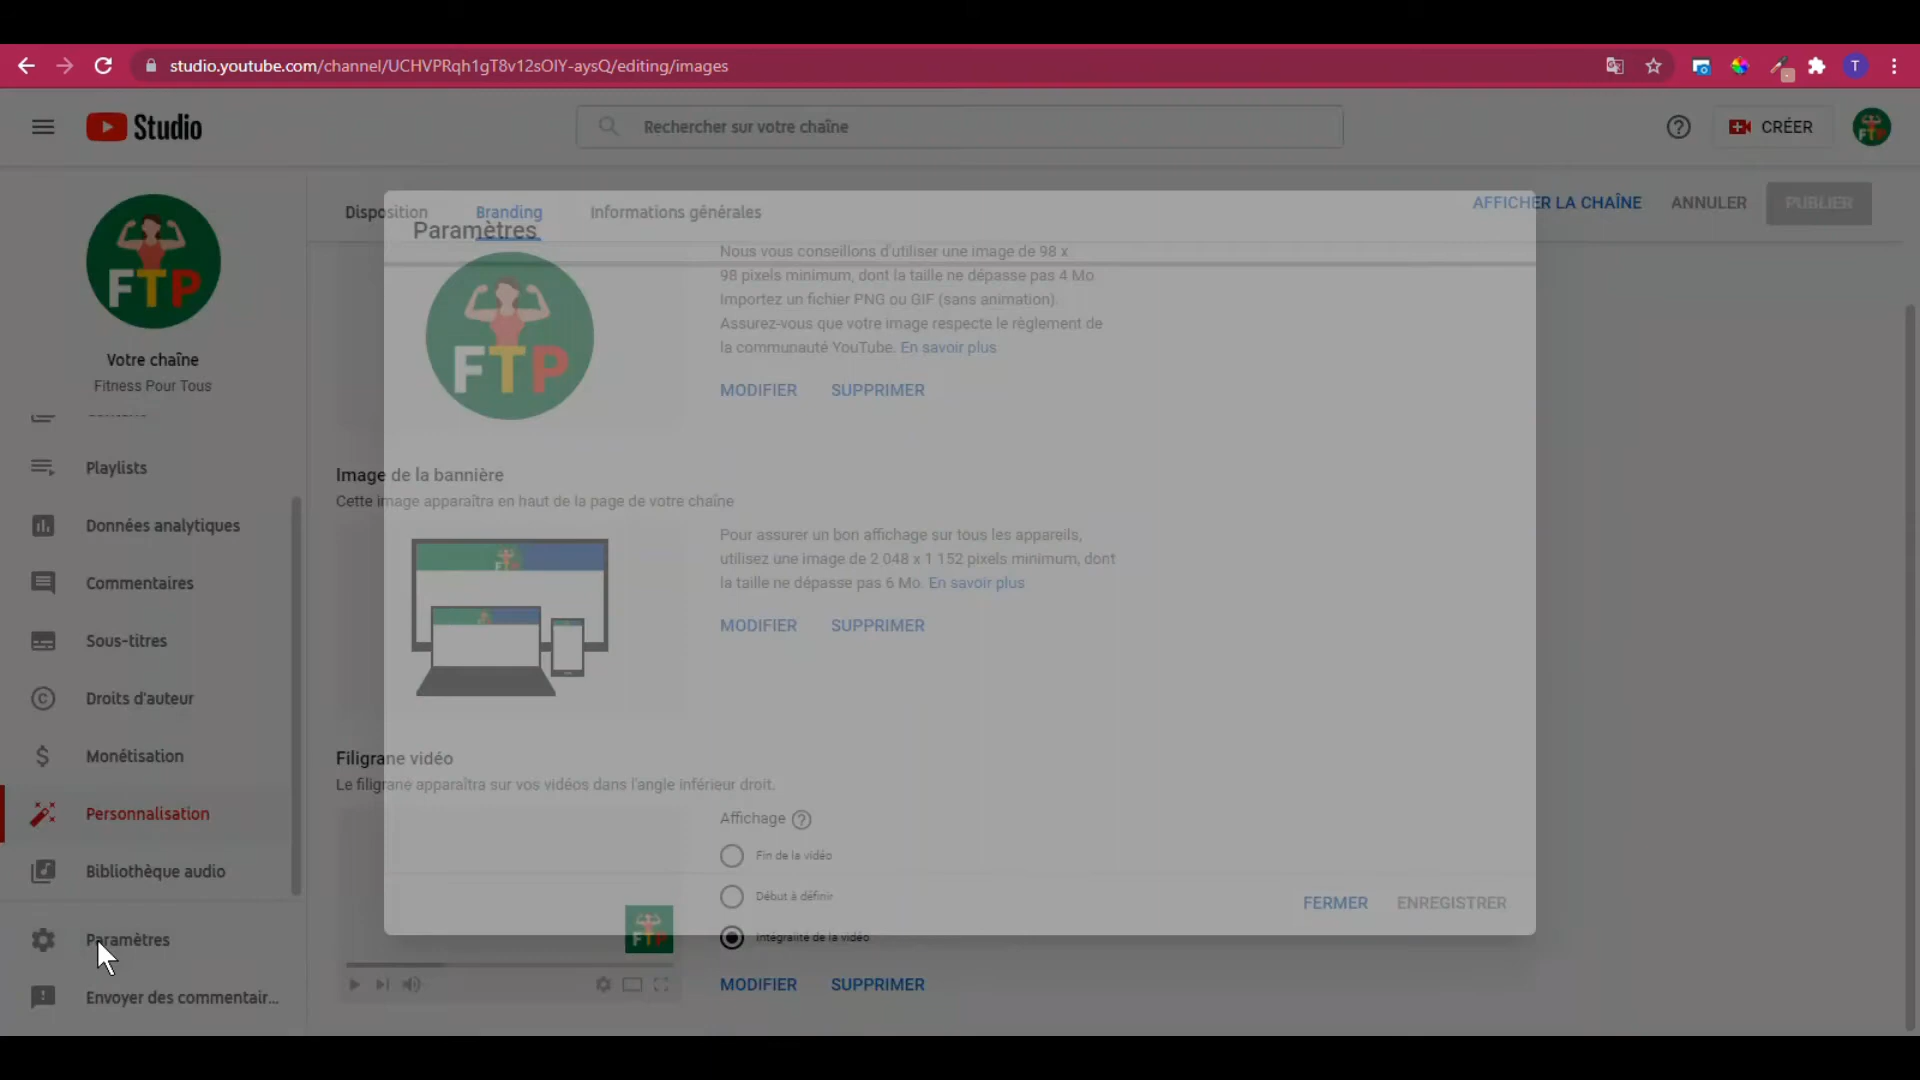 studio.youtube.com/channel/UCHVPRqh1gT8v12sOIY-aysQ/editing/images
T
Studio
Rechercher sur votre chaîne
CRÉER
FTP
Votre chaîne
Fitness Pour Tous
Playlists
Données analytiques
Commentaires
Sous-titres
Droits d'auteur
Monétisation
Personnalisation
Bibliothèque audio
Paramètres
Envoyer des commentair...
Disposition
Branding
Informations générales
AFFICHER LA CHAÎNE
ANNULER
PUBLIER
Paramètres
Nous vous conseillons d'utiliser une image de 98 x
98 pixels minimum, dont la taille ne dépasse pas 4 Mo
Importez un fichier PNG ou GIF (sans animation).
Assurez-vous que votre image respecte le règlement de
la communauté YouTube. En savoir plus
FTP
MODIFIER
SUPPRIMER
Image de la bannière
Cette image apparaîtra en haut de la page de votre chaîne
Pour assurer un bon affichage sur tous les appareils,
utilisez une image de 2 048 x 1 152 pixels minimum, dont
la taille ne dépasse pas 6 Mo. En savoir plus
MODIFIER
SUPPRIMER
Filigrane vidéo
Le filigrane apparaîtra sur vos vidéos dans l'angle inférieur droit.
Affichage
Fin de la vidéo
Début à définir
Intégralité de la vidéo
FTP
MODIFIER
SUPPRIMER
FERMER
ENREGISTRER